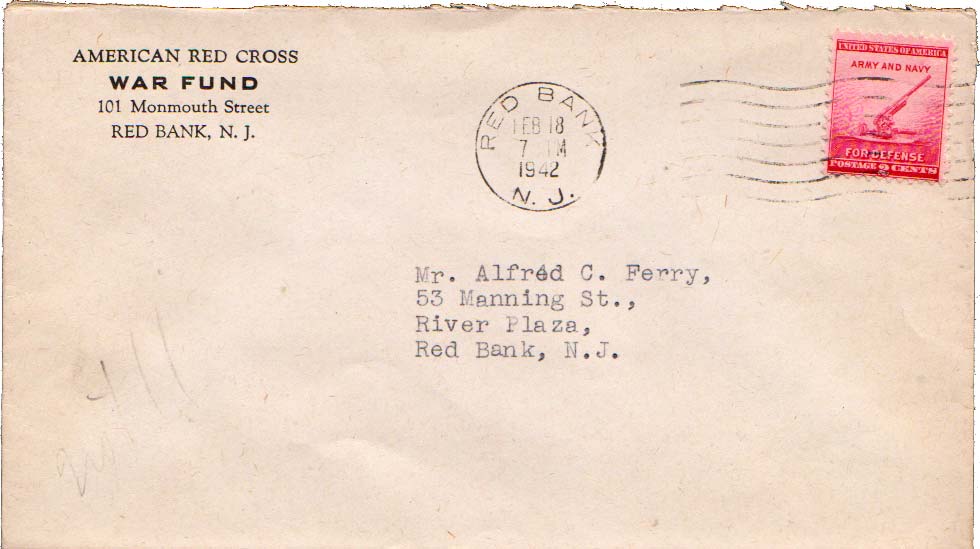 AMERICAN RED CROSS
WAR FUND
101 Monmouth Street
RED BANK, N. J.
RED BANK
FEB 18
7 M
1942
N. J.
UNITED STATES OF AMERICA
ARMY AND NAVY
FOR DEFENSE
POSTAGE 2 CENTS
Mr. Alfred C. Ferry,
53 Manning St.,
River Plaza,
Red Bank, N.J.